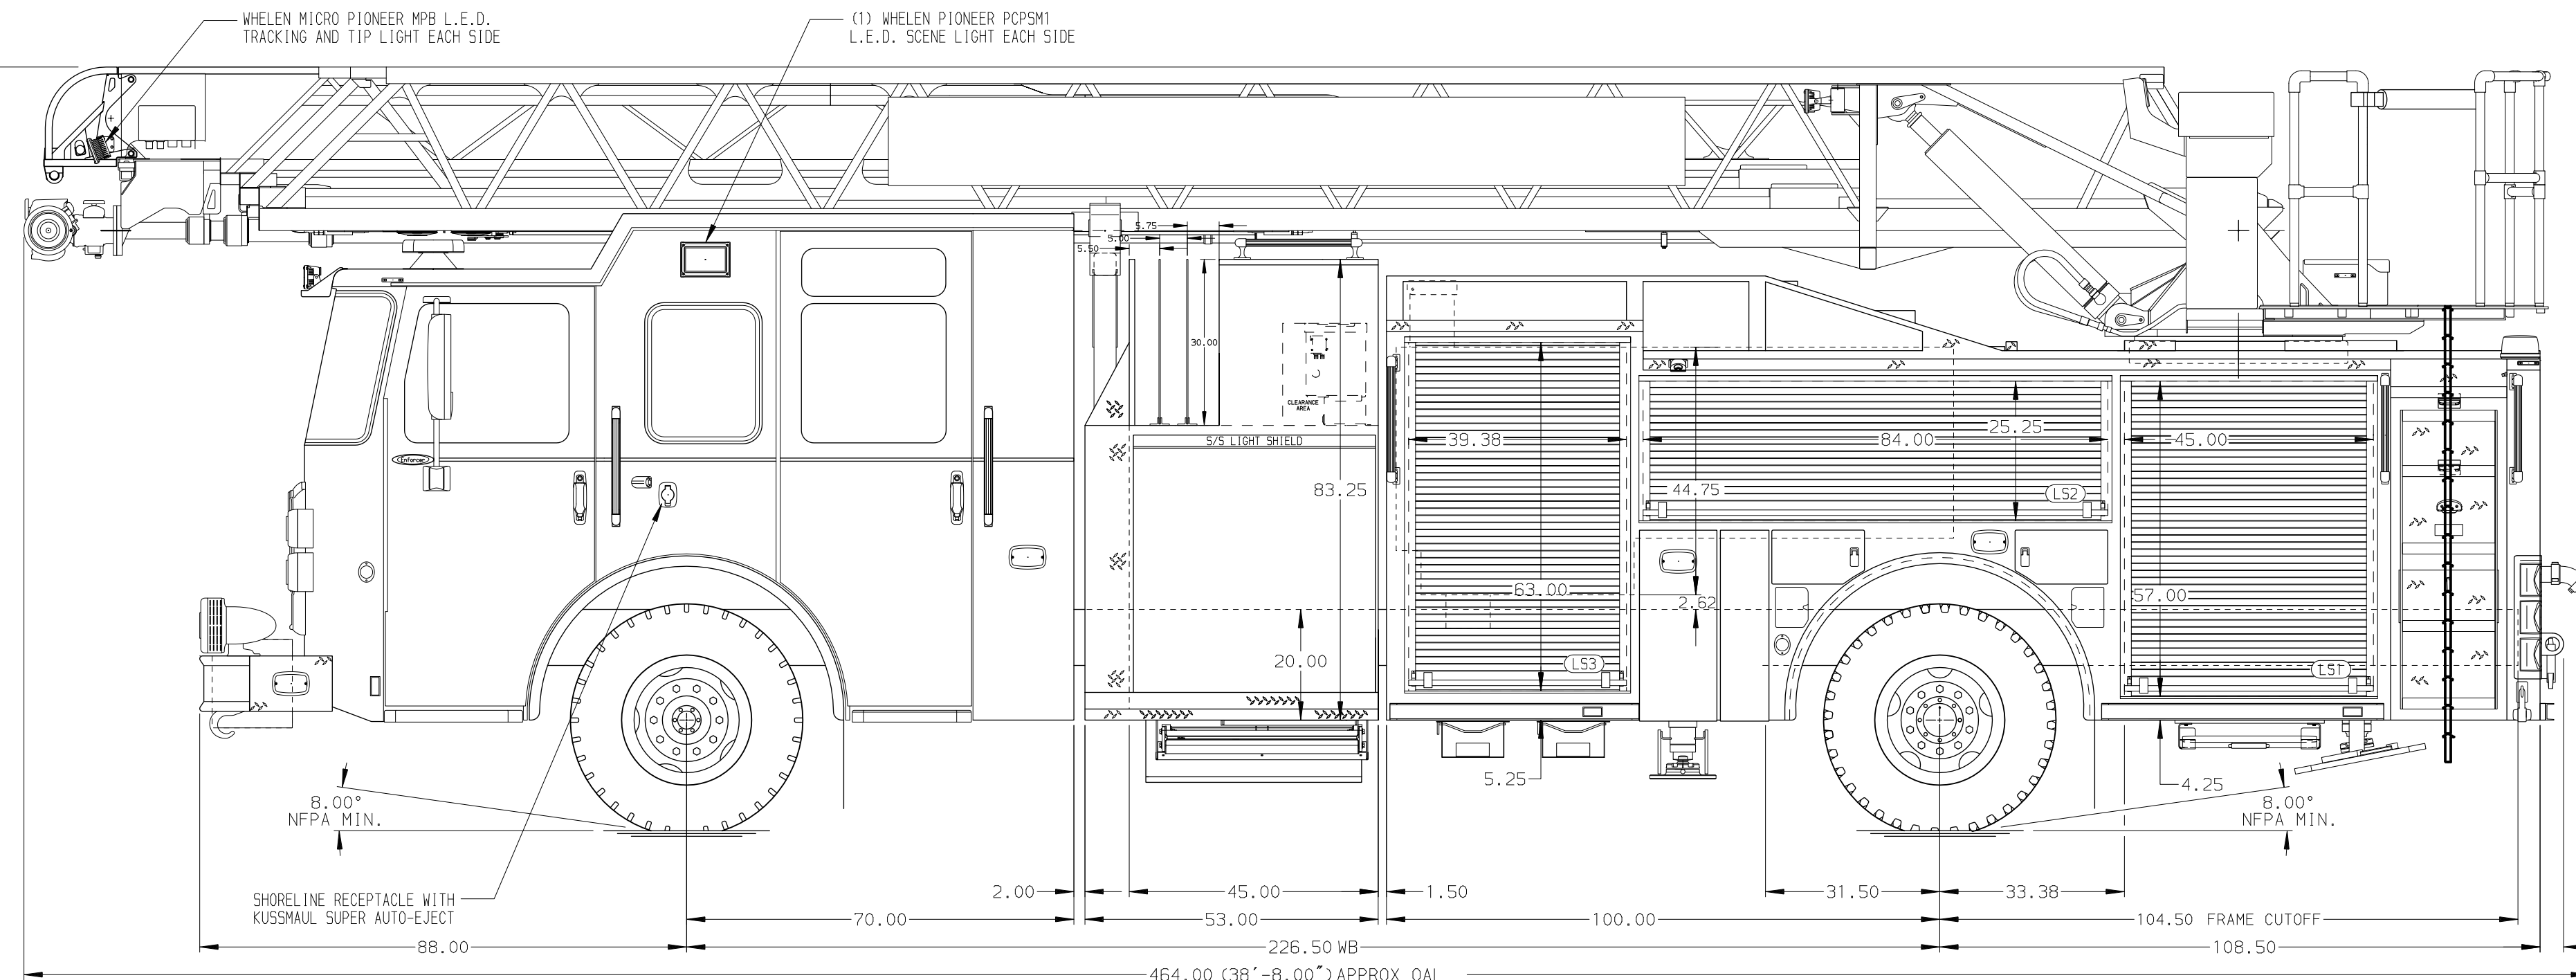 WHELEN MICRO PIONEER MPB L.E.D.
TRACKING AND TIP LIGHT EACH SIDE
(1) WHELEN PIONEER PCPSM1
L.E.D. SCENE LIGHT EACH SIDE
5.75
5.00
5.50
30.00
CLEARANCE
AREA
S/S LIGHT SHIELD
Enforcer
39.38
84.00
25.25
45.00
83.25
44.75
LS2
63.00
2.62
57.00
20.00
LS3
LS1
5.25
4.25
8.00°
NFPA MIN.
8.00°
NFPA MIN.
SHORELINE RECEPTACLE WITH
KUSSMAUL SUPER AUTO-EJECT
2.00
45.00
1.50
31.50
33.38
70.00
53.00
100.00
104.50 FRAME CUTOFF
88.00
226.50 WB
108.50
464.00 (38'-8.00") APPROX OAL